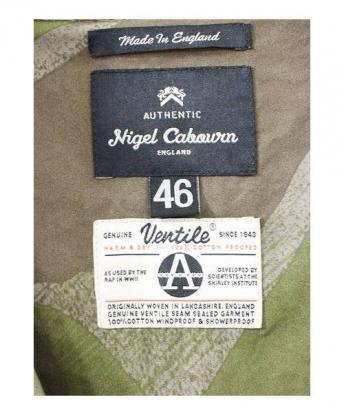 Made In England
AUTHENTIC
Nigel Cabourn
ENGLAND
46
GENUINE Ventile® SINCE 1943
WARM & DRY — 100% COTTON PROOFED
AS USED BY THE
RAF IN WWII
A
DEVELOPED BY
SCIENTISTS AT THE
SHIRLEY INSTITUTE
ORIGINALLY WOVEN IN LANCASHIRE, ENGLAND
GENUINE VENTILE SEAM SEALED GARMENT
100% COTTON WINDPROOF & SHOWERPROOF